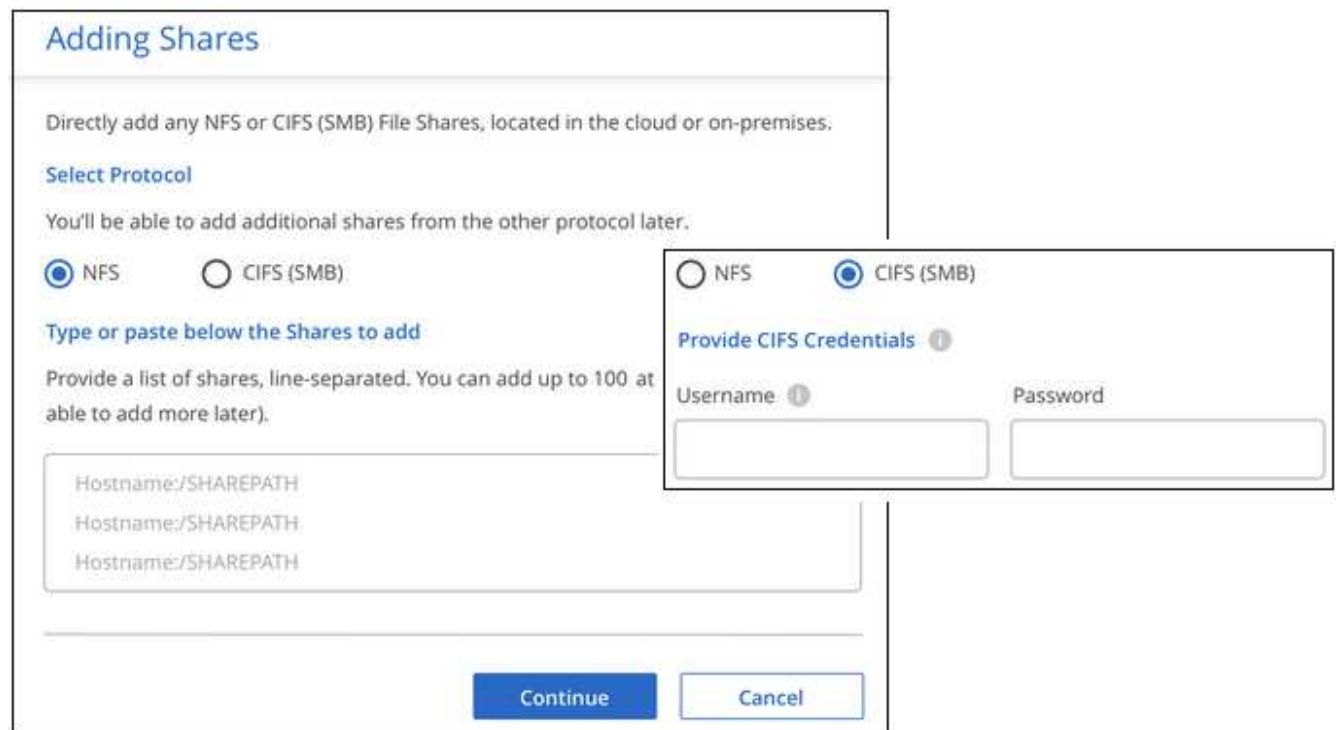 Adding Shares
Directly add any NFS or CIFS (SMB) File Shares, located in the cloud or on-premises.
Select Protocol
You'll be able to add additional shares from the other protocol later.
NFS CIFS (SMB)
Type or paste below the Shares to add
Provide a list of shares, line-separated. You can add up to 100 at
able to add more later).
Hostname:/SHAREPATH
Hostname:/SHAREPATH
Hostname:/SHAREPATH
Continue Cancel
NFS CIFS (SMB)
Provide CIFS Credentials i
Username i Password